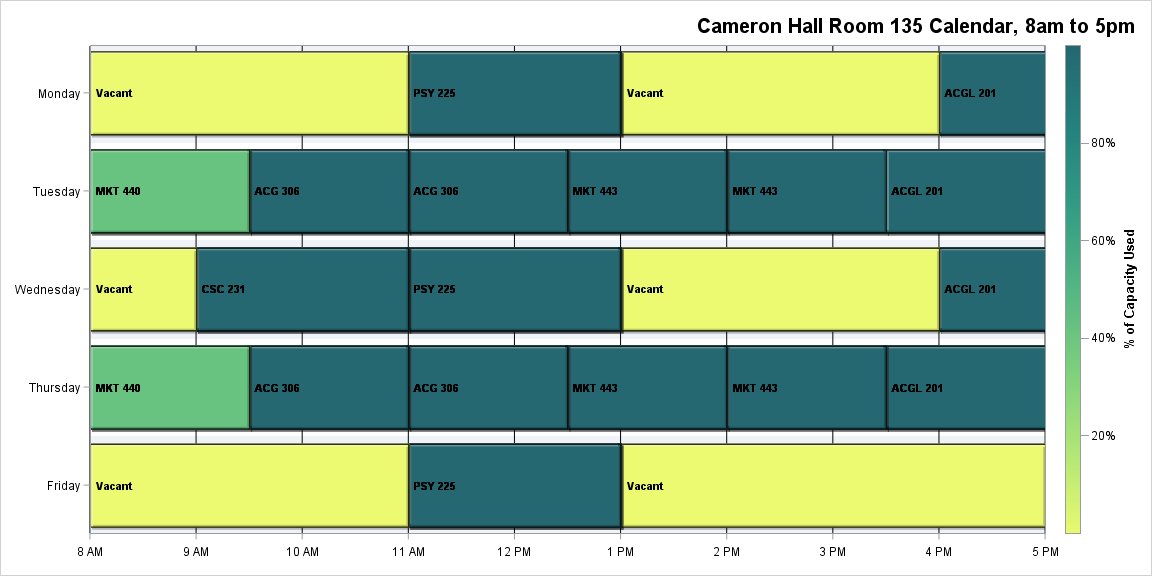 Cameron Hall Room 135 Calendar, 8am to 5pm
Monday
Vacant
PSY 225
Vacant
ACGL 201
Tuesday
MKT 440
ACG 306
ACG 306
MKT 443
MKT 443
ACGL 201
Wednesday
Vacant
CSC 231
PSY 225
Vacant
ACGL 201
Thursday
MKT 440
ACG 306
ACG 306
MKT 443
MKT 443
ACGL 201
Friday
Vacant
PSY 225
Vacant
8 AM
9 AM
10 AM
11 AM
12 PM
1 PM
2 PM
3 PM
4 PM
5 PM
80%
60%
40%
20%
% of Capacity Used